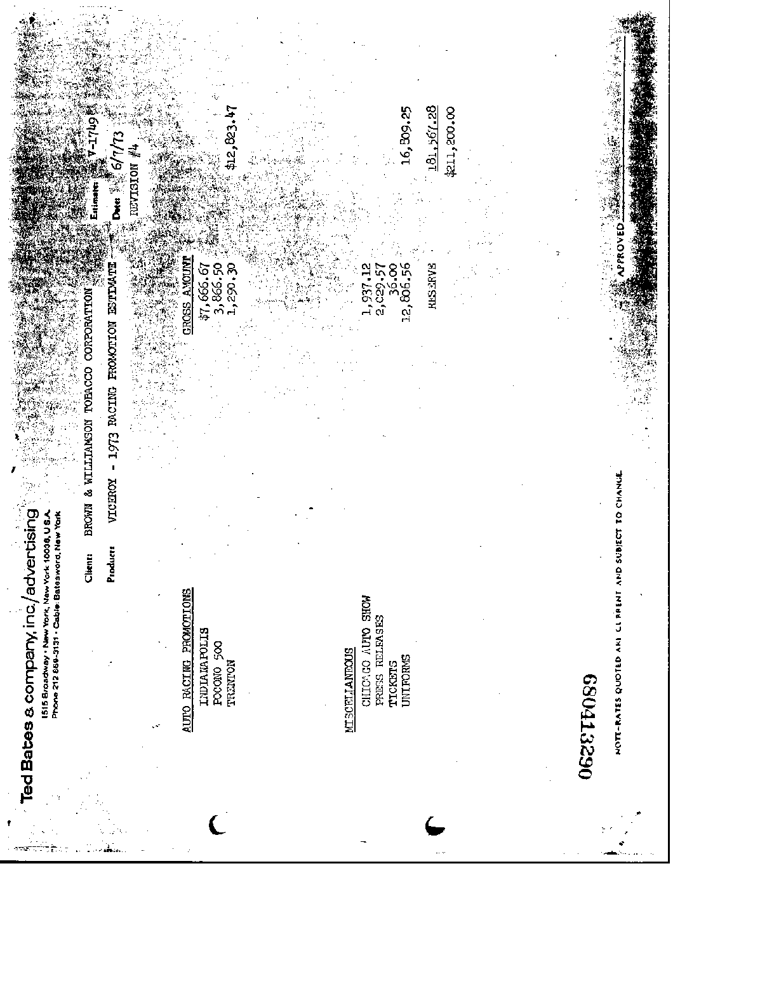 Ted Bates & company, inc./advertising
1515 Broadway • New York, New York 10036, U.S.A.
Phone 212 869-3131 • Cable: Batesword, New York
Client: BROWN & WILLIAMSON TOBACCO CORPORATION Estimate: V-1749
Product: VICEROY - 1973 RACING PROMOTION ESTIMATE Date: 6/7/73
REVISION #4
AUTO RACING PROMOTIONS GROSS AMOUNT
INDIANAPOLIS $7,666.67
POCONO 500 3,866.50
TRENTON 1,290.30 $12,823.47
MISCELLANEOUS
CHICAGO AUTO SHOW 1,937.12
PRESS RELEASES 2,029.57
TICKETS 36.00
UNIFORMS 12,806.56 16,809.25
RESERVE 181,567.28
$211,200.00
680413290
NOTE-RATES QUOTED ARE CURRENT AND SUBJECT TO CHANGE. APPROVED